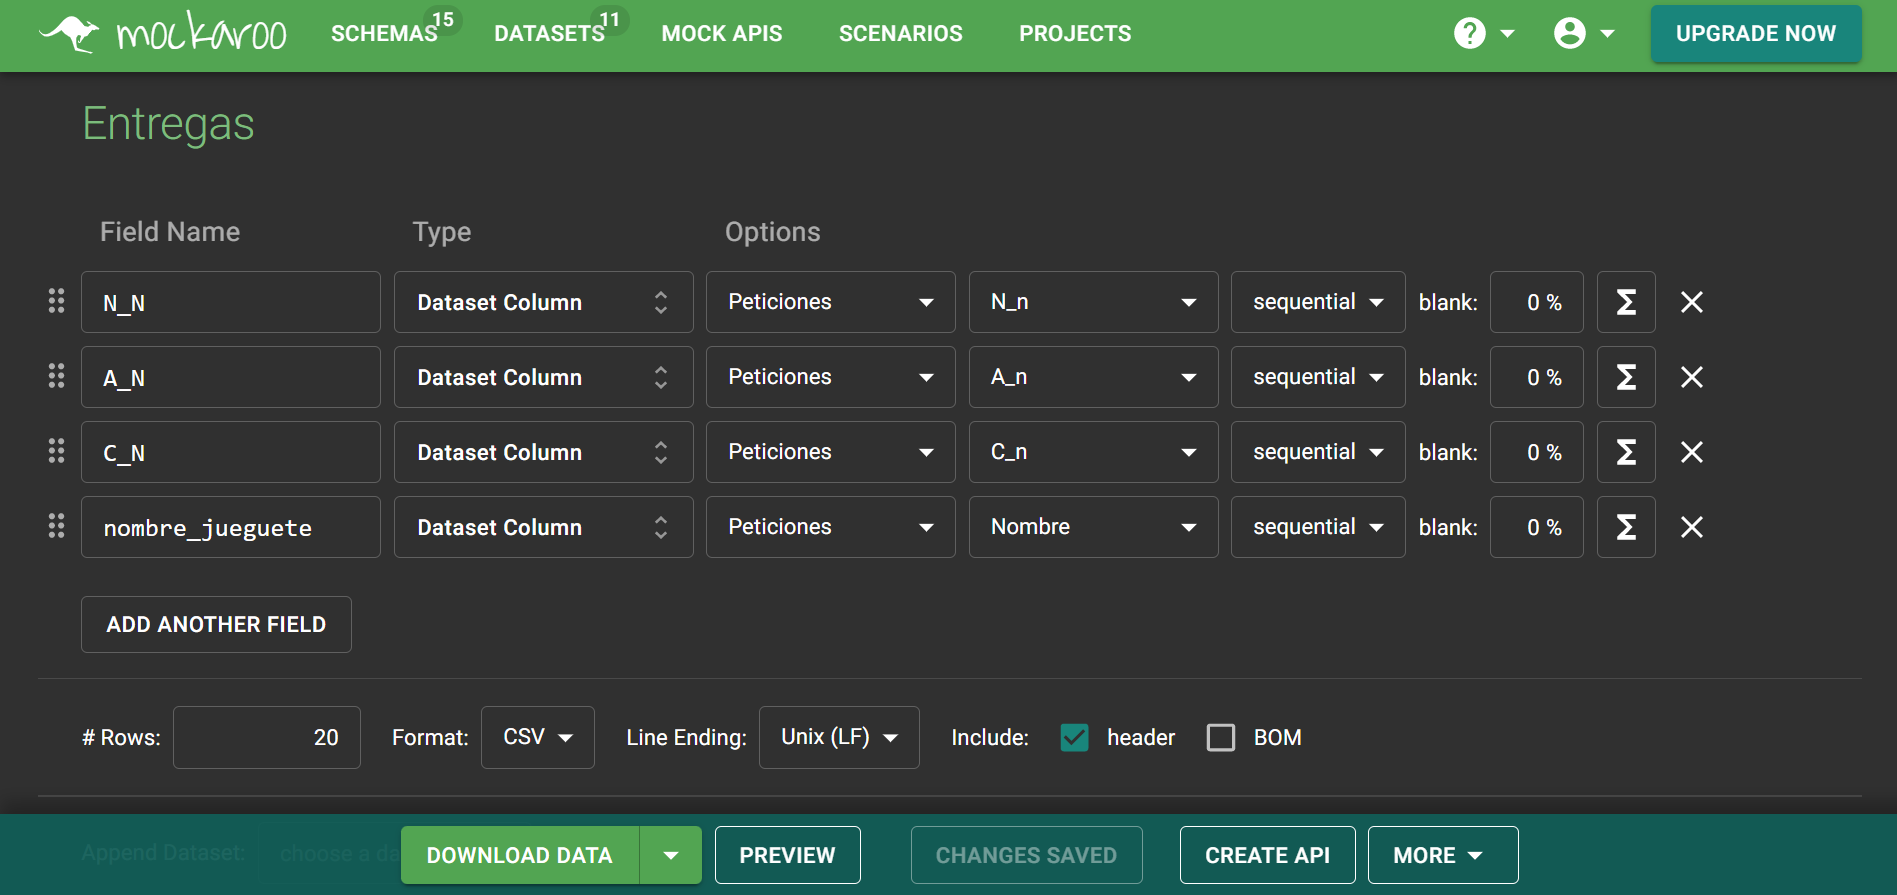 mockaroo SCHEMAS 15 DATASETS 11 MOCK APIS SCENARIOS PROJECTS ? UPGRADE NOW
Entregas
Field Name Type Options
N_N Dataset Column Peticiones N_n sequential blank: 0 % Σ
A_N Dataset Column Peticiones A_n sequential blank: 0 % Σ
C_N Dataset Column Peticiones C_n sequential blank: 0 % Σ
nombre_jueguete Dataset Column Peticiones Nombre sequential blank: 0 % Σ
ADD ANOTHER FIELD
# Rows: 20 Format: CSV Line Ending: Unix (LF) Include: header BOM
Append Dataset: choose a da DOWNLOAD DATA PREVIEW CHANGES SAVED CREATE API MORE